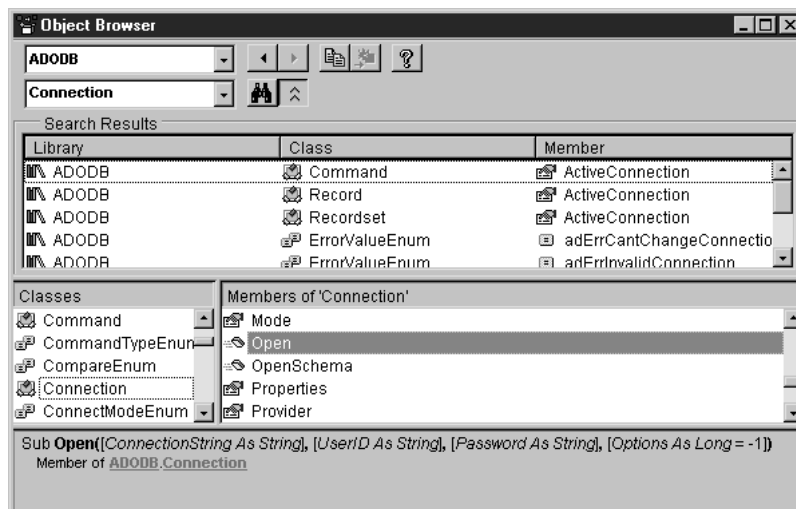 Object Browser
ADODB
Connection
Search Results
Library Class Member
ADODB Command ActiveConnection
ADODB Record ActiveConnection
ADODB Recordset ActiveConnection
ADODB ErrorValueEnum adErrCantChangeConnectio
ADODB ErrorValueEnum adErrInvalidConnection
Classes Members of 'Connection'
Command Mode
CommandTypeEnun Open
CompareEnum OpenSchema
Connection Properties
ConnectModeEnum Provider
Sub Open([ConnectionString As String], [UserID As String], [Password As String], [Options As Long = -1])
Member of ADODB.Connection